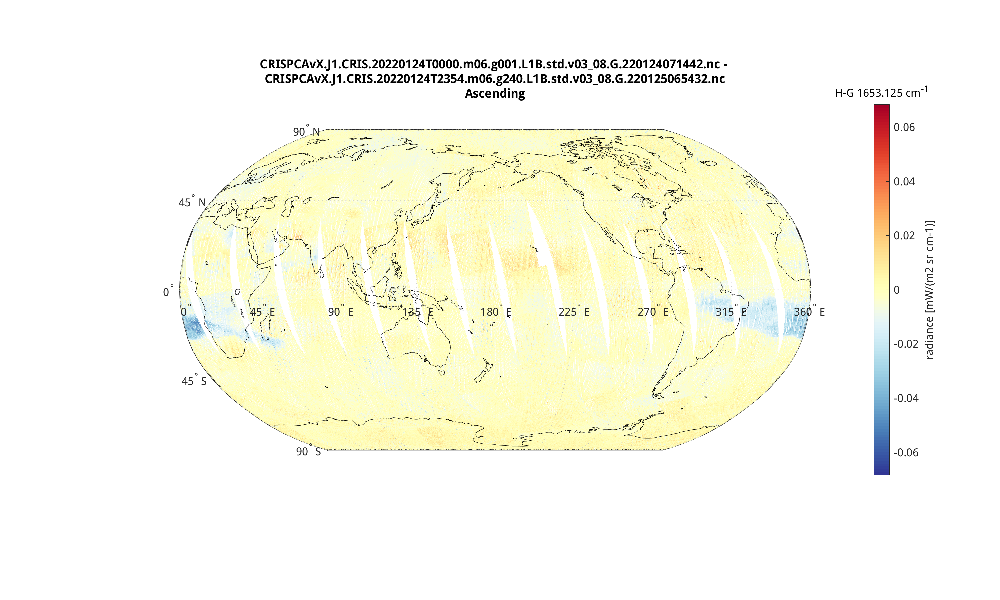 CRISPCAvX.J1.CRIS.20220124T0000.m06.g001.L1B.std.v03_08.G.220124071442.nc -
CRISPCAvX.J1.CRIS.20220124T2354.m06.g240.L1B.std.v03_08.G.220125065432.nc
Ascending
H-G 1653.125 cm-1
90° N
45° N
0°
0° 45° E 90° E 135° E 180° E 225° E 270° E 315° E 360° E
45° S
90° S
0.06
0.04
0.02
0
-0.02
-0.04
-0.06
radiance [mW/(m2 sr cm-1)]